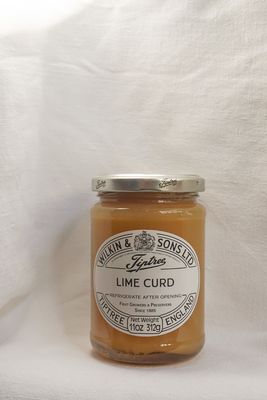 Tiptree
WILKIN & SONS LTD
Tiptree
LIME CURD
REFRIGERATE AFTER OPENING
FRUIT GROWERS & PRESERVERS
SINCE 1885
TIPTREE ENGLAND
Net Weight
11oz 312g